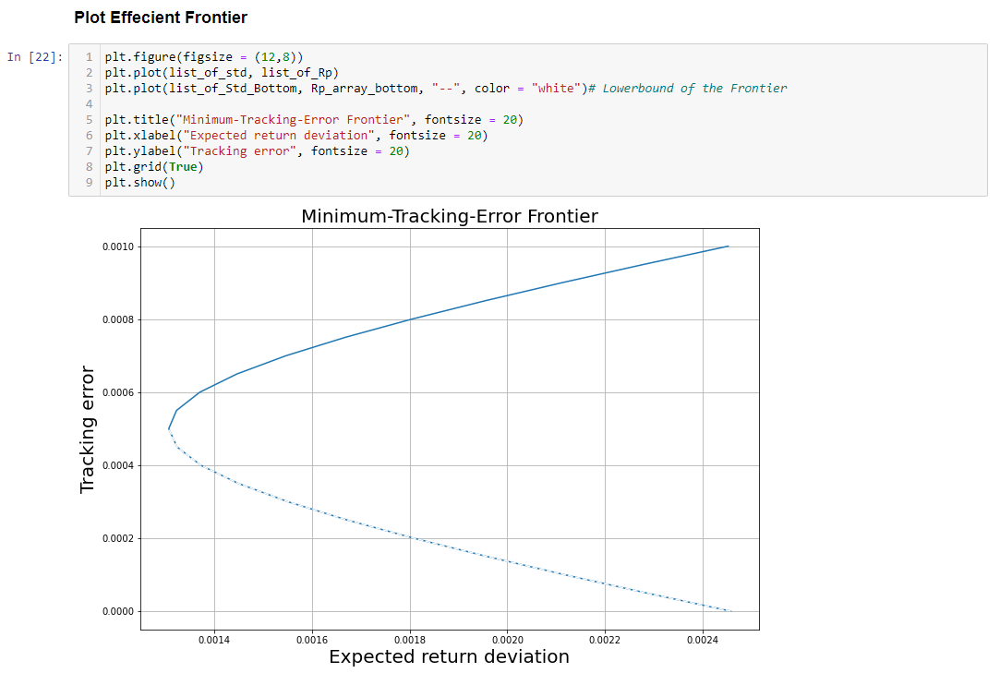 Plot Effecient Frontier
In [22]:
1 plt.figure(figsize = (12,8))
2 plt.plot(list_of_std, list_of_Rp)
3 plt.plot(list_of_Std_Bottom, Rp_array_bottom, "--", color = "white")# Lowerbound of the Frontier
4
5 plt.title("Minimum-Tracking-Error Frontier", fontsize = 20)
6 plt.xlabel("Expected return deviation", fontsize = 20)
7 plt.ylabel("Tracking error", fontsize = 20)
8 plt.grid(True)
9 plt.show()
Minimum-Tracking-Error Frontier
Tracking error
0.0010
0.0008
0.0006
0.0004
0.0002
0.0000
0.0014 0.0016 0.0018 0.0020 0.0022 0.0024
Expected return deviation